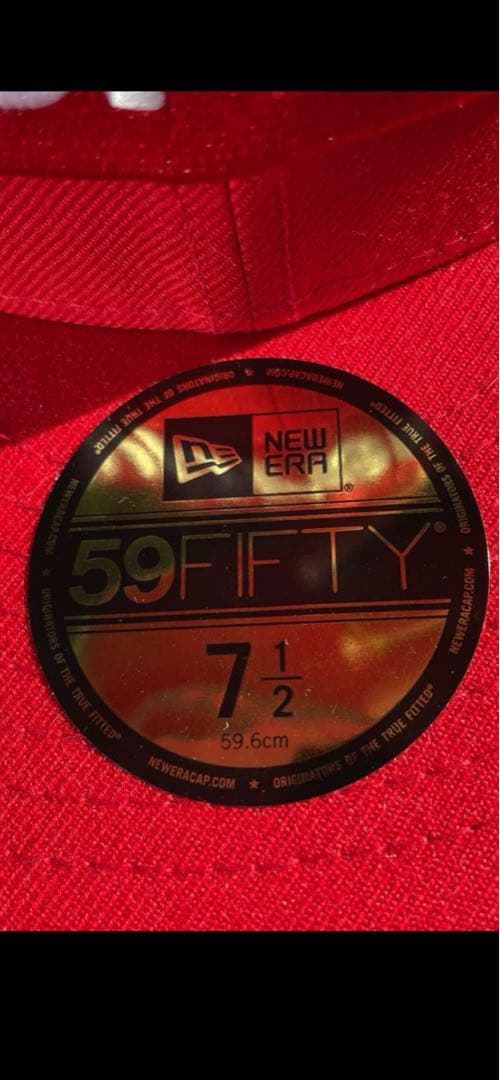 NEW
ERA
®
59FIFTY®
7 1/2
59.6cm
NEWERACAP.COM ★ ORIGINATORS OF THE TRUE FITTED®
NEWERACAP.COM ★ ORIGINATORS OF THE TRUE FITTED®
NEWERACAP.COM ★ ORIGINATORS OF THE TRUE FITTED®
NEWERACAP.COM ★ ORIGINATORS OF THE TRUE FITTED®